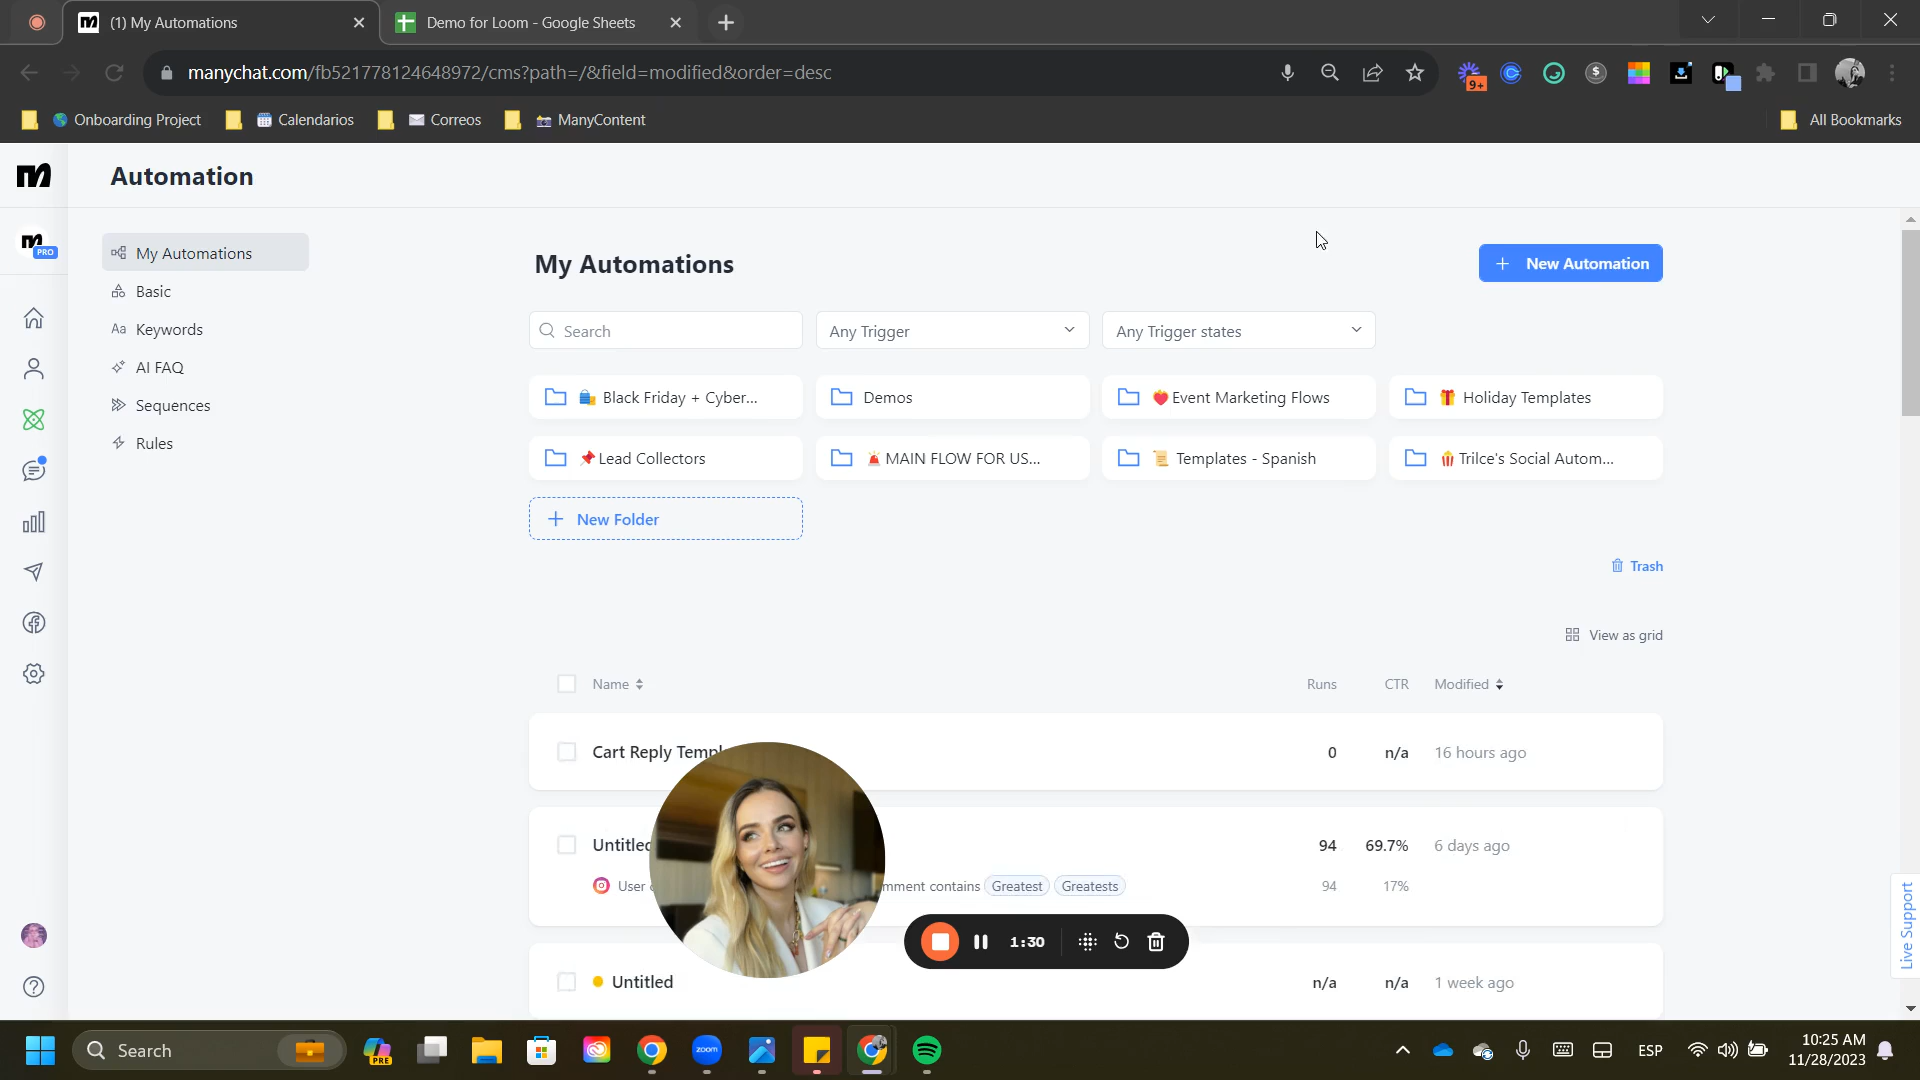 (1) My Automations
Demo for Loom - Google Sheets
manychat.com/fb521778124648972/cms?path=/&field=modified&order=desc
9+
Onboarding Project
Calendarios
Correos
ManyContent
All Bookmarks
Automation
PRO
My Automations
Basic
Aa Keywords
AI FAQ
Sequences
Rules
My Automations
+ New Automation
Search
Any Trigger
Any Trigger states
Black Friday + Cyber...
Demos
Event Marketing Flows
Holiday Templates
Lead Collectors
MAIN FLOW FOR US...
Templates - Spanish
Trilce's Social Autom...
+ New Folder
Trash
View as grid
Name
Runs
CTR
Modified
Cart Reply
0
n/a
16 hours ago
94
69.7%
6 days ago
User
contains
Greatest
Greatests
94
17%
1:30
Untitled
n/a
n/a
1 week ago
Live Support
Search
PRE
zoom
ESP
10:25 AM
11/28/2023